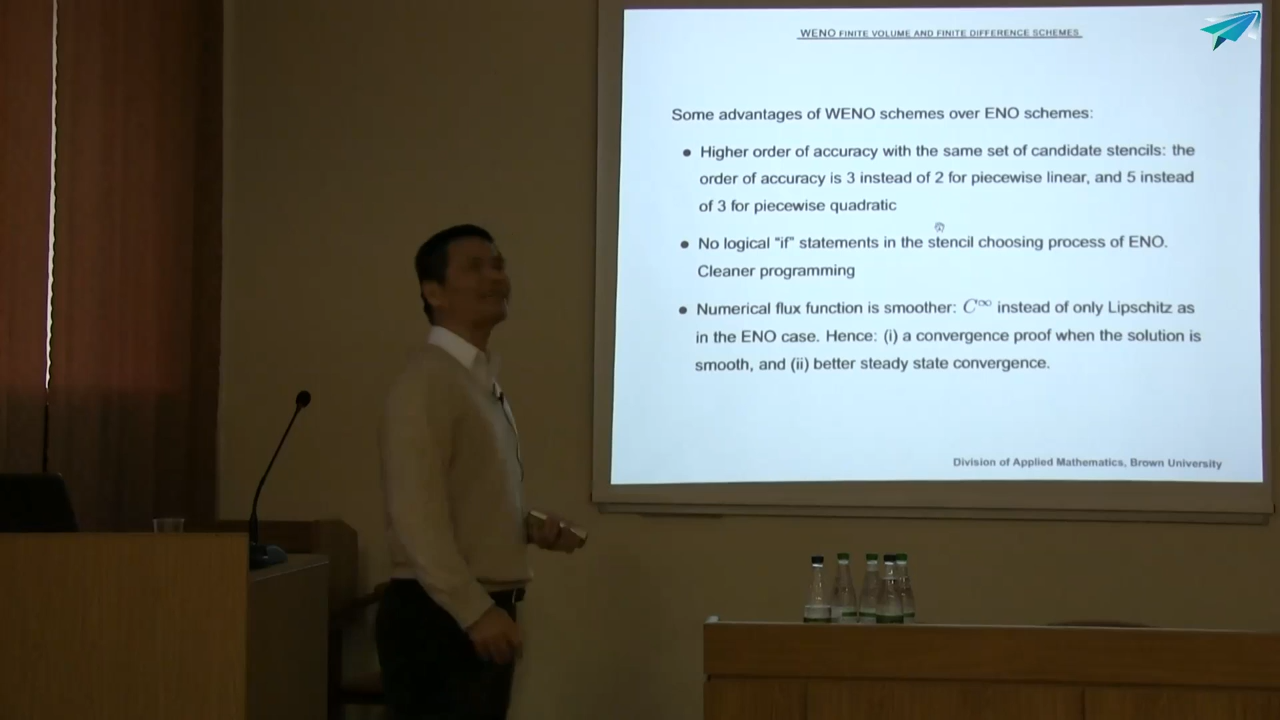 WENO FINITE VOLUME AND FINITE DIFFERENCE SCHEMES
Some advantages of WENO schemes over ENO schemes:
● Higher order of accuracy with the same set of candidate stencils: the
order of accuracy is 3 instead of 2 for piecewise linear, and 5 instead
of 3 for piecewise quadratic
● No logical "if" statements in the stencil choosing process of ENO.
Cleaner programming
● Numerical flux function is smoother: C^∞ instead of only Lipschitz as
in the ENO case. Hence: (i) a convergence proof when the solution is
smooth, and (ii) better steady state convergence.
Division of Applied Mathematics, Brown University